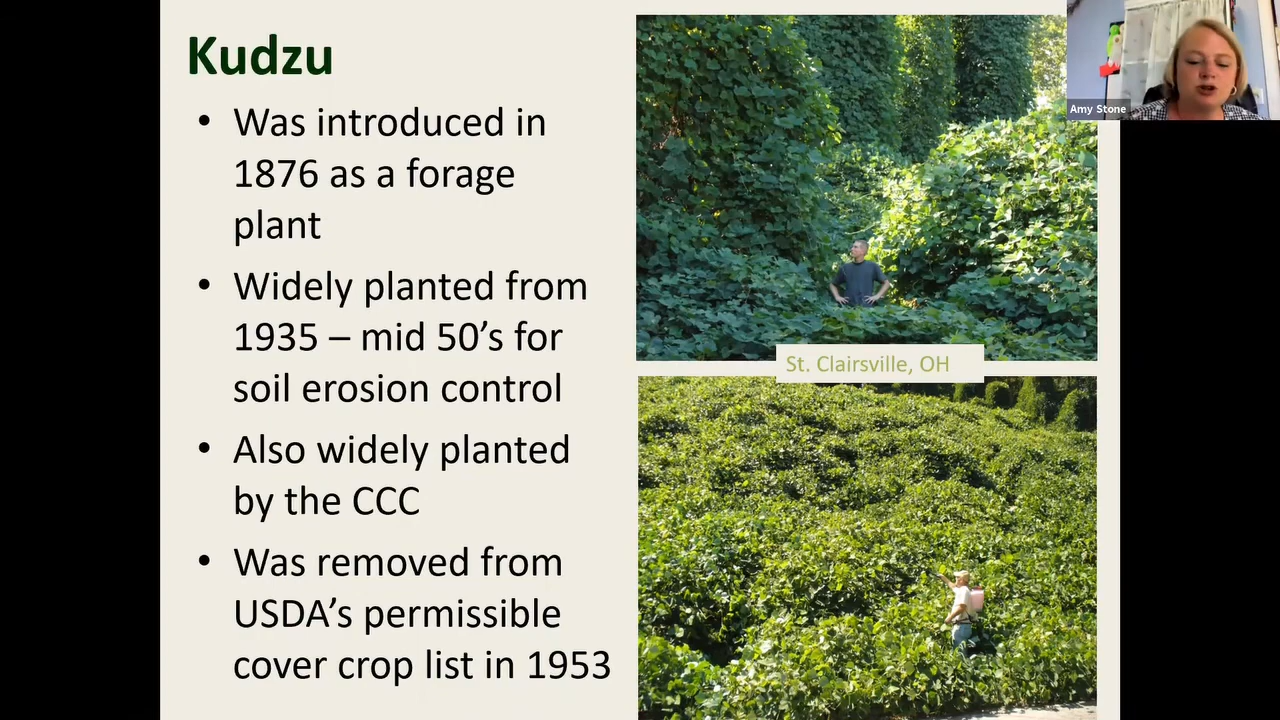 Kudzu
• Was introduced in
1876 as a forage
plant
• Widely planted from
1935 – mid 50’s for
soil erosion control
• Also widely planted
by the CCC
• Was removed from
USDA’s permissible
cover crop list in 1953
St. Clairsville, OH
Amy Stone